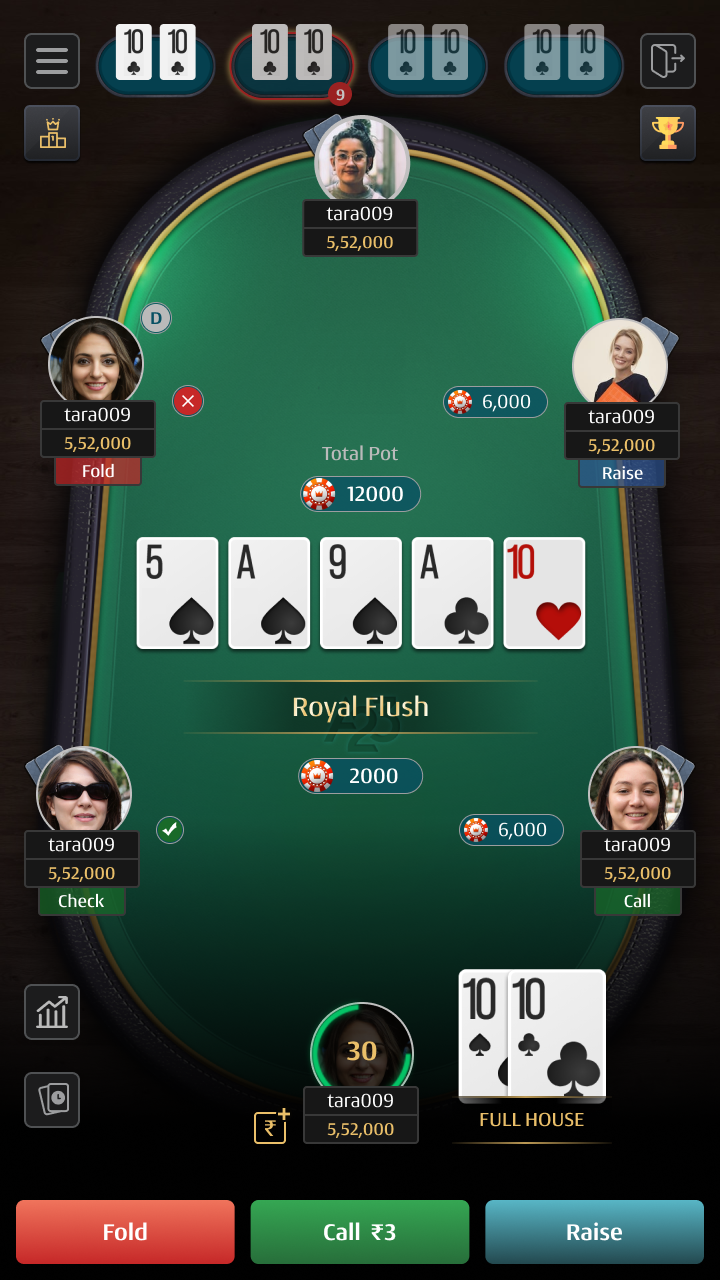 10 10 10 10 10 10 10 10
9
tara009
5,52,000
D
tara009
5,52,000
Fold
6,000
tara009
5,52,000
Raise
Total Pot
12000
5 A 9 A 10
Royal Flush
A23
2000
tara009
5,52,000
Check
6,000
tara009
5,52,000
Call
10 10
FULL HOUSE
30
tara009
5,52,000
₹+
Fold
Call ₹3
Raise